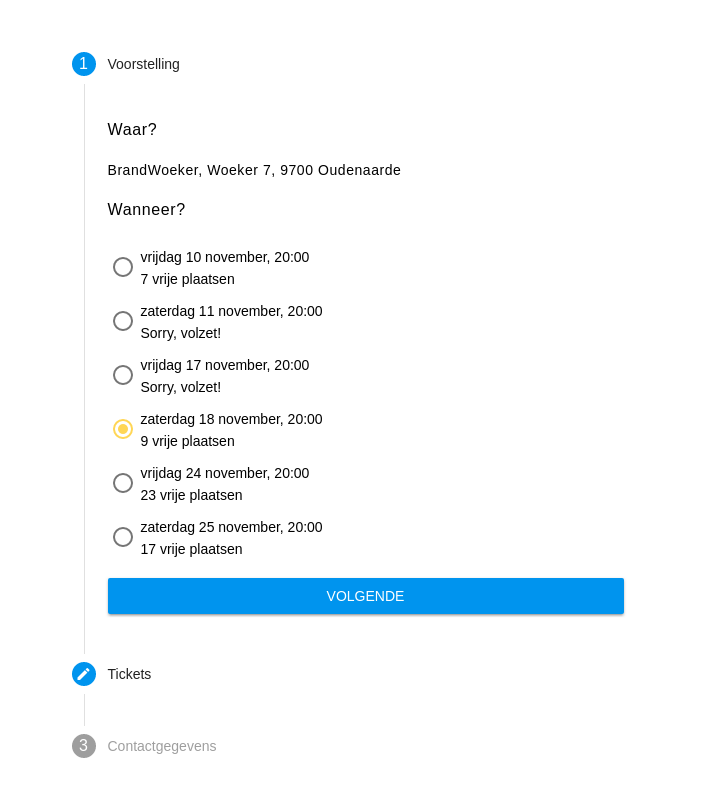 1 Voorstelling
Waar?
BrandWoeker, Woeker 7, 9700 Oudenaarde
Wanneer?
vrijdag 10 november, 20:00
7 vrije plaatsen
zaterdag 11 november, 20:00
Sorry, volzet!
vrijdag 17 november, 20:00
Sorry, volzet!
zaterdag 18 november, 20:00
9 vrije plaatsen
vrijdag 24 november, 20:00
23 vrije plaatsen
zaterdag 25 november, 20:00
17 vrije plaatsen
VOLGENDE
Tickets
3 Contactgegevens